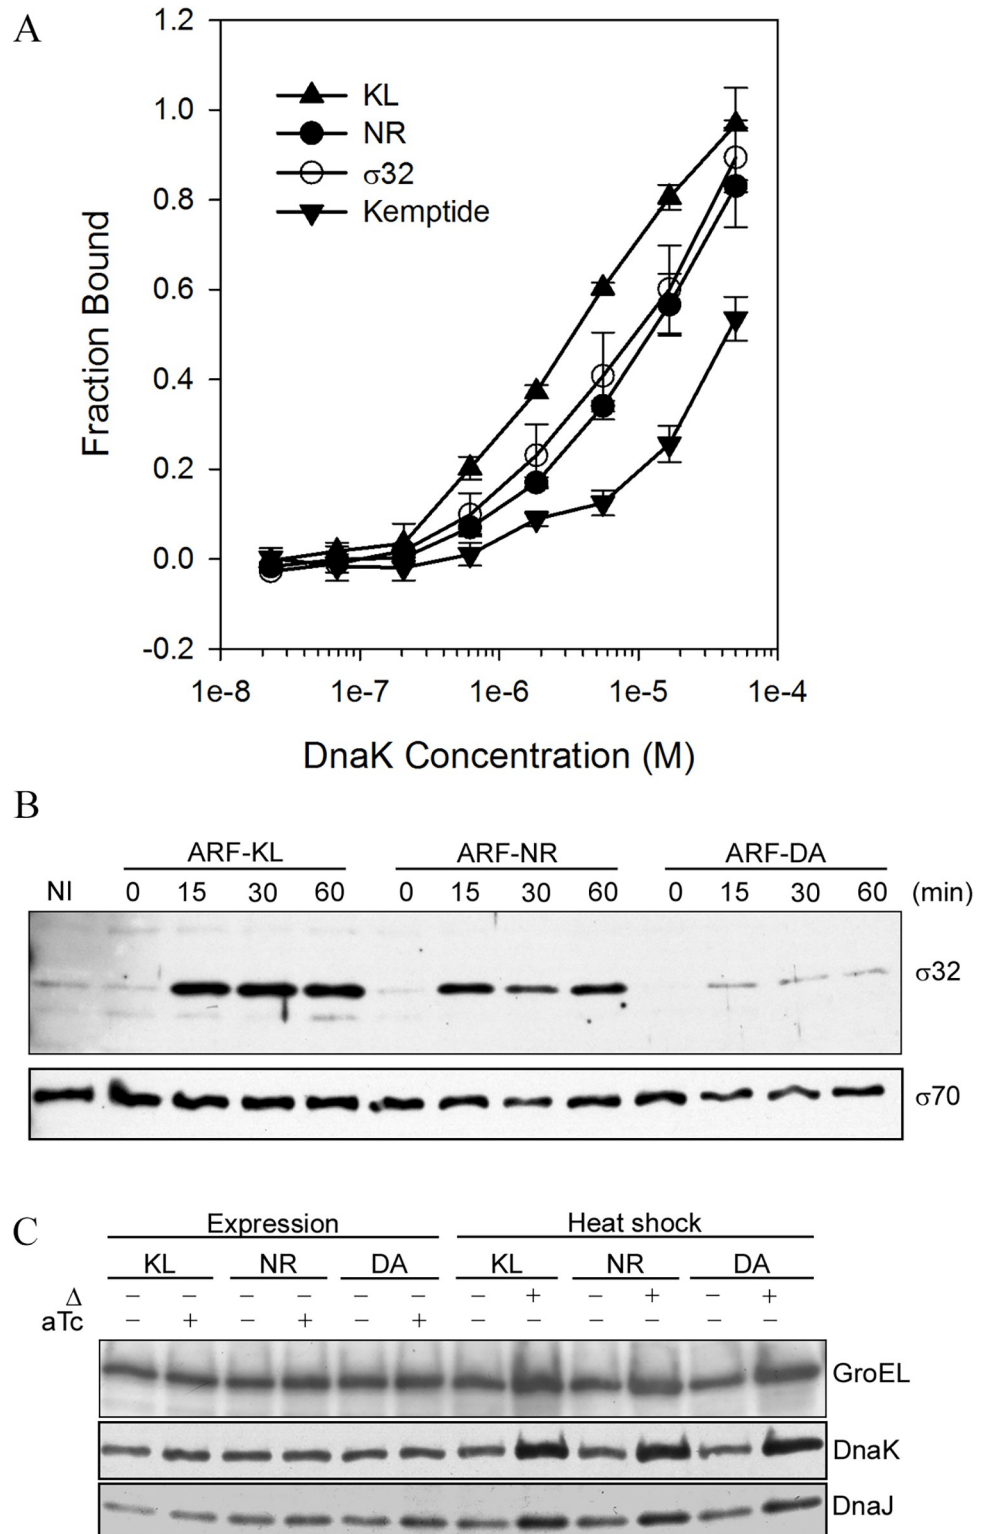 A
1.2
1.0
0.8
0.6
0.4
0.2
0.0
-0.2
Fraction Bound
KL
NR
σ32
Kemptide
1e-8 1e-7 1e-6 1e-5 1e-4
DnaK Concentration (M)
B
ARF-KL ARF-NR ARF-DA
NI 0 15 30 60 0 15 30 60 0 15 30 60 (min)
σ32
σ70
C
Expression Heat shock
KL NR DA KL NR DA
Δ − − − − − − − + − + − +
aTc − + − + − + − − − − − −
GroEL
DnaK
DnaJ